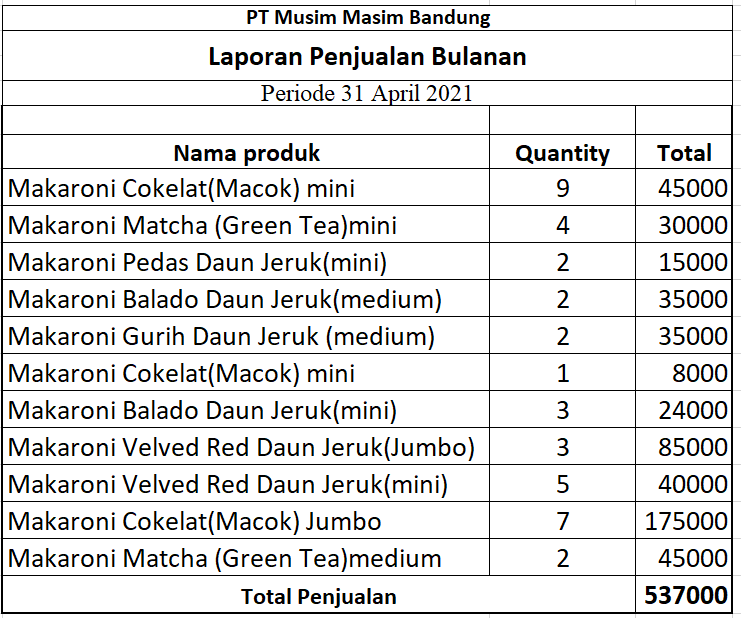 PT Musim Masim Bandung
Laporan Penjualan Bulanan
Periode 31 April 2021
Nama produk Quantity Total
Makaroni Cokelat(Macok) mini 9 45000
Makaroni Matcha (Green Tea)mini 4 30000
Makaroni Pedas Daun Jeruk(mini) 2 15000
Makaroni Balado Daun Jeruk(medium) 2 35000
Makaroni Gurih Daun Jeruk (medium) 2 35000
Makaroni Cokelat(Macok) mini 1 8000
Makaroni Balado Daun Jeruk(mini) 3 24000
Makaroni Velved Red Daun Jeruk(Jumbo) 3 85000
Makaroni Velved Red Daun Jeruk(mini) 5 40000
Makaroni Cokelat(Macok) Jumbo 7 175000
Makaroni Matcha (Green Tea)medium 2 45000
Total Penjualan 537000